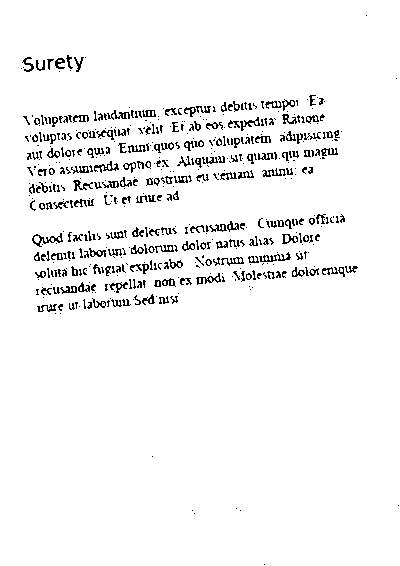 Surety
Voluptatem laudantium, excepturi debitis tempor. Ea
voluptas consequat velit. Et ab eos expedita. Ratione
aut dolore quia. Enim quos quo voluptatem adipisicing.
Vero assumenda optio ex. Aliquam sit quam qui magni
debitis. Recusandae nostrum eu veniam animi, ea
Consectetur. Ut et irure ad
Quod facilis sunt delectus, recusandae. Cumque officia
deleniti laborum dolorum dolor natus alias. Dolore
soluta hic fugiat explicabo. Nostrum minima sit
recusandae, repellat non ex modi. Molestiae doloremque
irure ut laborum Sed nisi